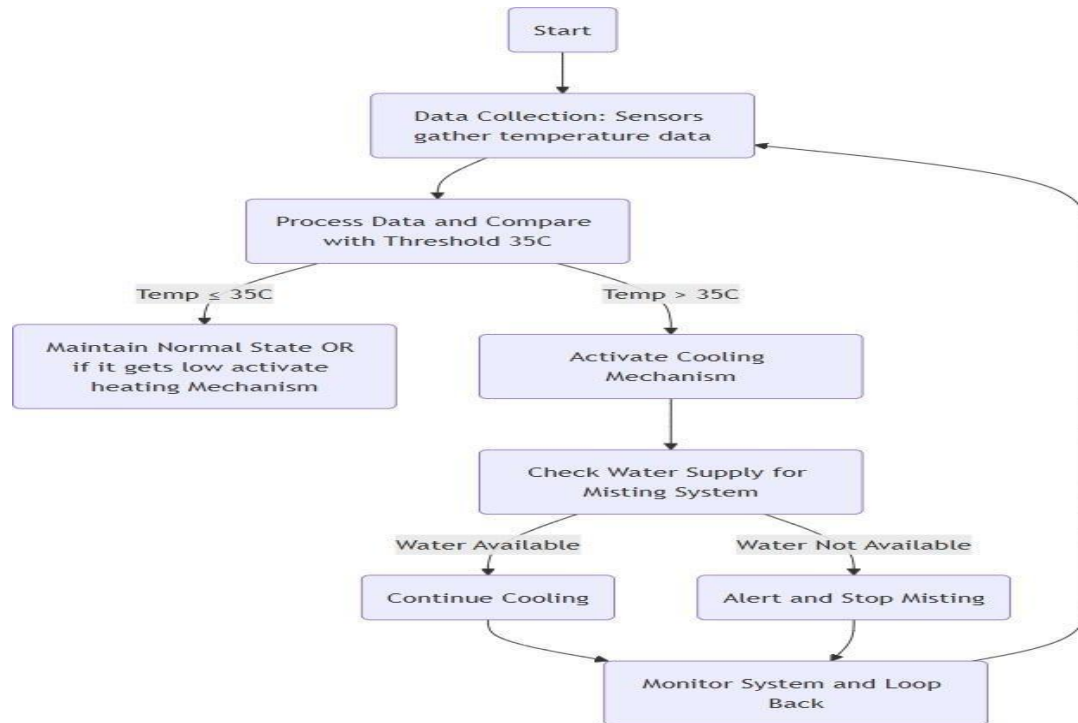 Start
Data Collection: Sensors
gather temperature data
Process Data and Compare
with Threshold 35C
Temp ≤ 35C
Temp > 35C
Maintain Normal State OR
if it gets low activate
heating Mechanism
Activate Cooling
Mechanism
Check Water Supply for
Misting System
Water Available
Water Not Available
Continue Cooling
Alert and Stop Misting
Monitor System and Loop
Back